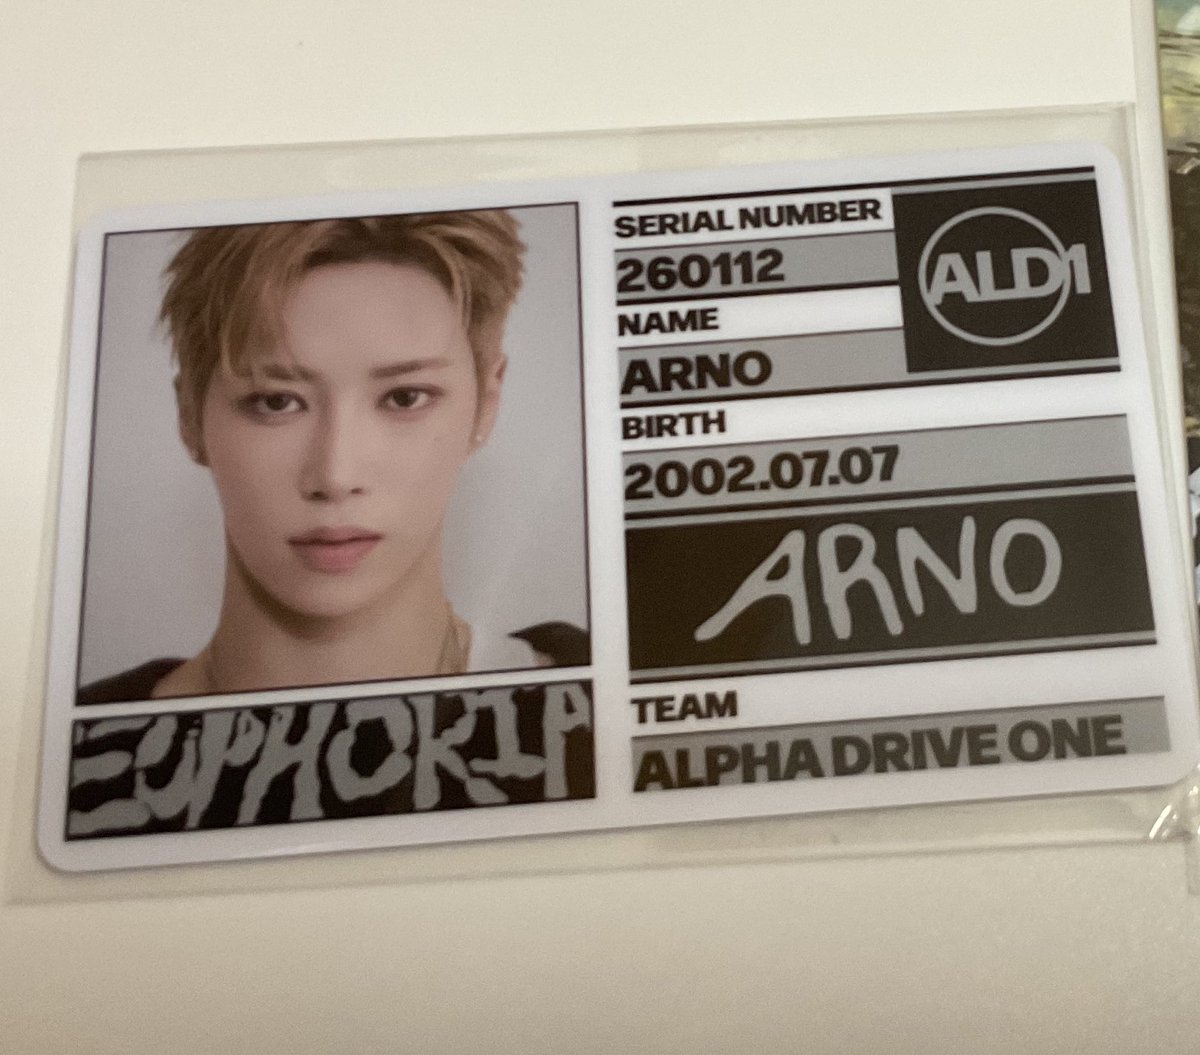 SERIAL NUMBER
260112
ALD1
NAME
ARNO
BIRTH
2002.07.07
ARNO
TEAM
ALPHA DRIVE ONE
EUPHORIA